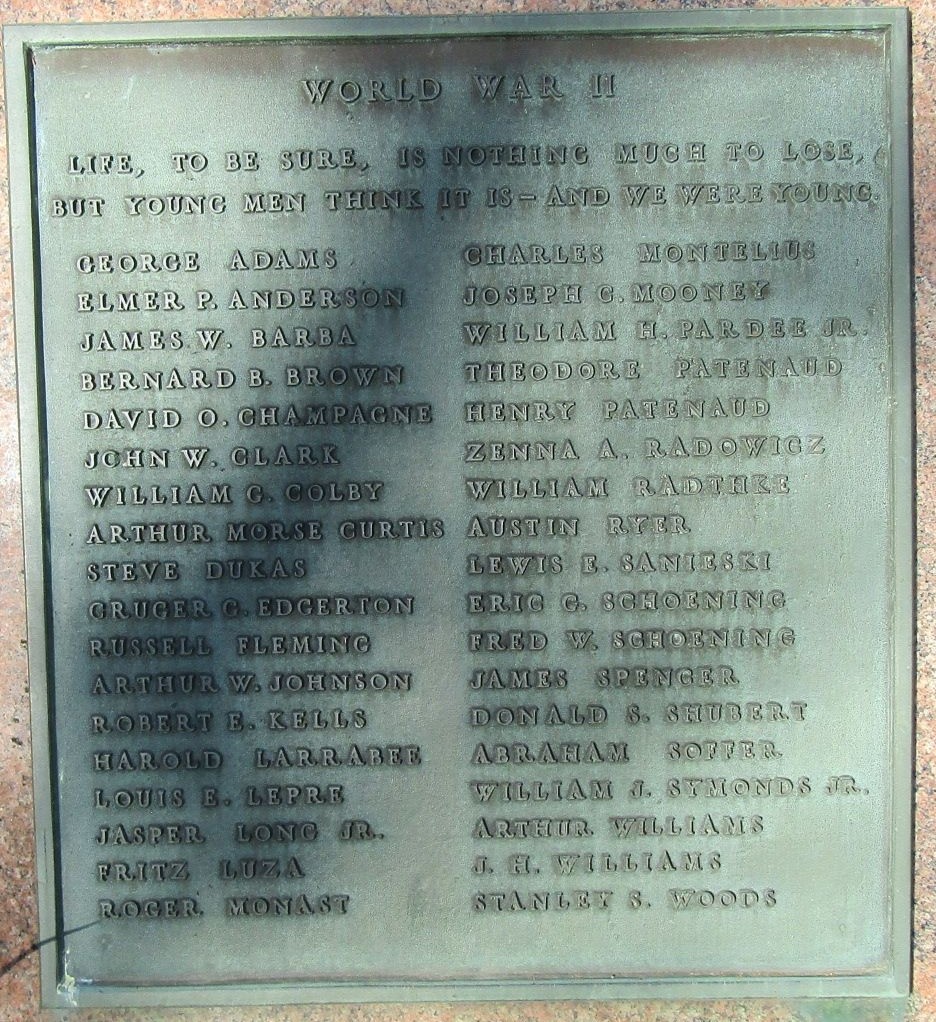 WORLD WAR II
LIFE, TO BE SURE, IS NOTHING MUCH TO LOSE,
BUT YOUNG MEN THINK IT IS – AND WE WERE YOUNG.
GEORGE ADAMS
ELMER P. ANDERSON
JAMES W. BARBA
BERNARD B. BROWN
DAVID O. CHAMPAGNE
JOHN W. CLARK
WILLIAM G. COLBY
ARTHUR MORSE CURTIS
STEVE DUKAS
CRUGER C. EDGERTON
RUSSELL FLEMING
ARTHUR W. JOHNSON
ROBERT E. KELLS
HAROLD LARRABEE
LOUIS E. LEPRE
JASPER LONG JR.
FRITZ LUZA
ROGER MONAST
CHARLES MONTELIUS
JOSEPH C. MOONEY
WILLIAM H. PARDEE JR.
THEODORE PATENAUD
HENRY PATENAUD
ZENNA A. RADOWICZ
WILLIAM RADTHKE
AUSTIN RYER
LEWIS E. SANIESKI
ERIC G. SCHOENING
FRED W. SCHOENING
JAMES SPENCER
DONALD S. SHUBERT
ABRAHAM SOFFER
WILLIAM J. SYMONDS JR.
ARTHUR WILLIAMS
J. H. WILLIAMS
STANLEY S. WOODS